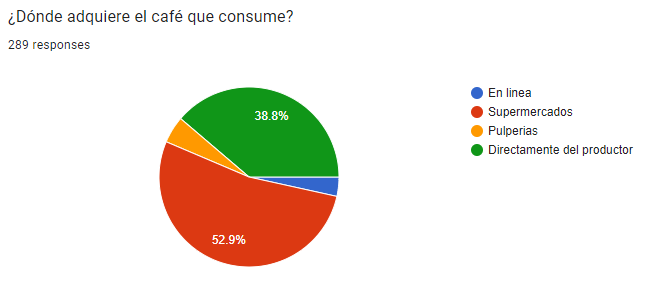 ¿Dónde adquiere el café que consume?
289 responses
38.8%
52.9%
En linea
Supermercados
Pulperias
Directamente del productor